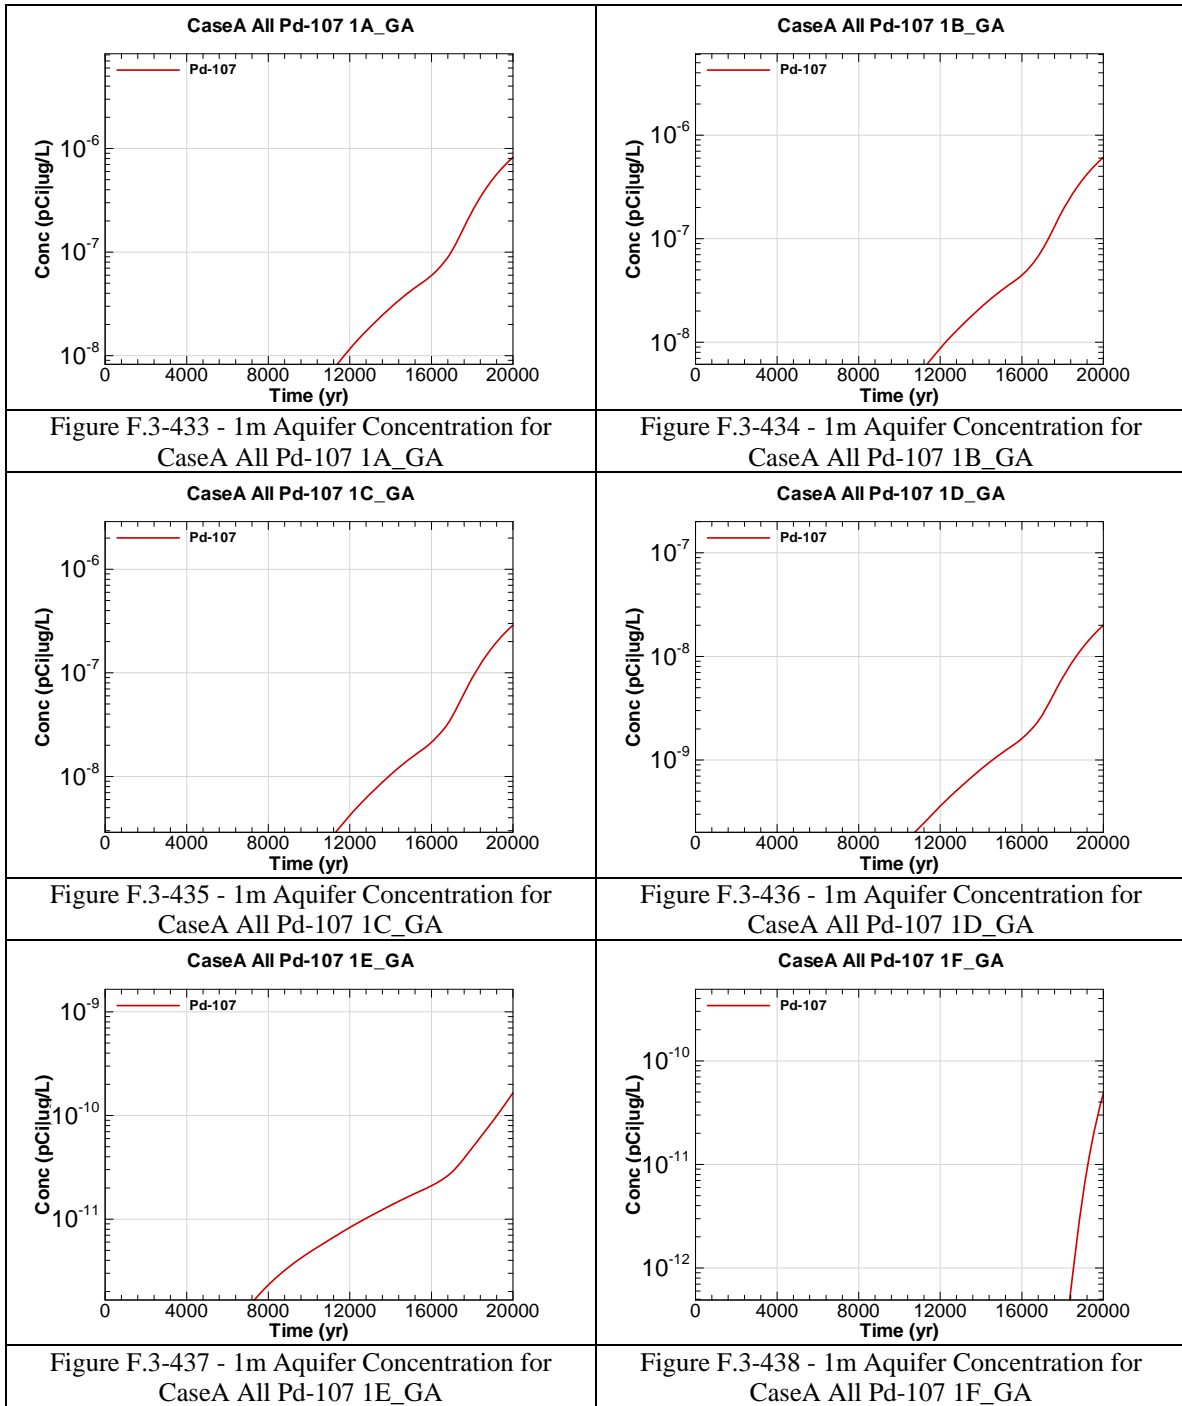 CaseA All Pd-107 1A_GA
Pd-107
10-6
10-7
10-8
Conc (pCi|ug/L)
0 4000 8000 12000 16000 20000
Time (yr)
Figure F.3-433 - 1m Aquifer Concentration for
CaseA All Pd-107 1A_GA
CaseA All Pd-107 1B_GA
Pd-107
10-6
10-7
10-8
Conc (pCi|ug/L)
0 4000 8000 12000 16000 20000
Time (yr)
Figure F.3-434 - 1m Aquifer Concentration for
CaseA All Pd-107 1B_GA
CaseA All Pd-107 1C_GA
Pd-107
10-6
10-7
10-8
Conc (pCi|ug/L)
0 4000 8000 12000 16000 20000
Time (yr)
Figure F.3-435 - 1m Aquifer Concentration for
CaseA All Pd-107 1C_GA
CaseA All Pd-107 1D_GA
Pd-107
10-7
10-8
10-9
Conc (pCi|ug/L)
0 4000 8000 12000 16000 20000
Time (yr)
Figure F.3-436 - 1m Aquifer Concentration for
CaseA All Pd-107 1D_GA
CaseA All Pd-107 1E_GA
Pd-107
10-9
10-10
10-11
Conc (pCi|ug/L)
0 4000 8000 12000 16000 20000
Time (yr)
Figure F.3-437 - 1m Aquifer Concentration for
CaseA All Pd-107 1E_GA
CaseA All Pd-107 1F_GA
Pd-107
10-10
10-11
10-12
Conc (pCi|ug/L)
0 4000 8000 12000 16000 20000
Time (yr)
Figure F.3-438 - 1m Aquifer Concentration for
CaseA All Pd-107 1F_GA